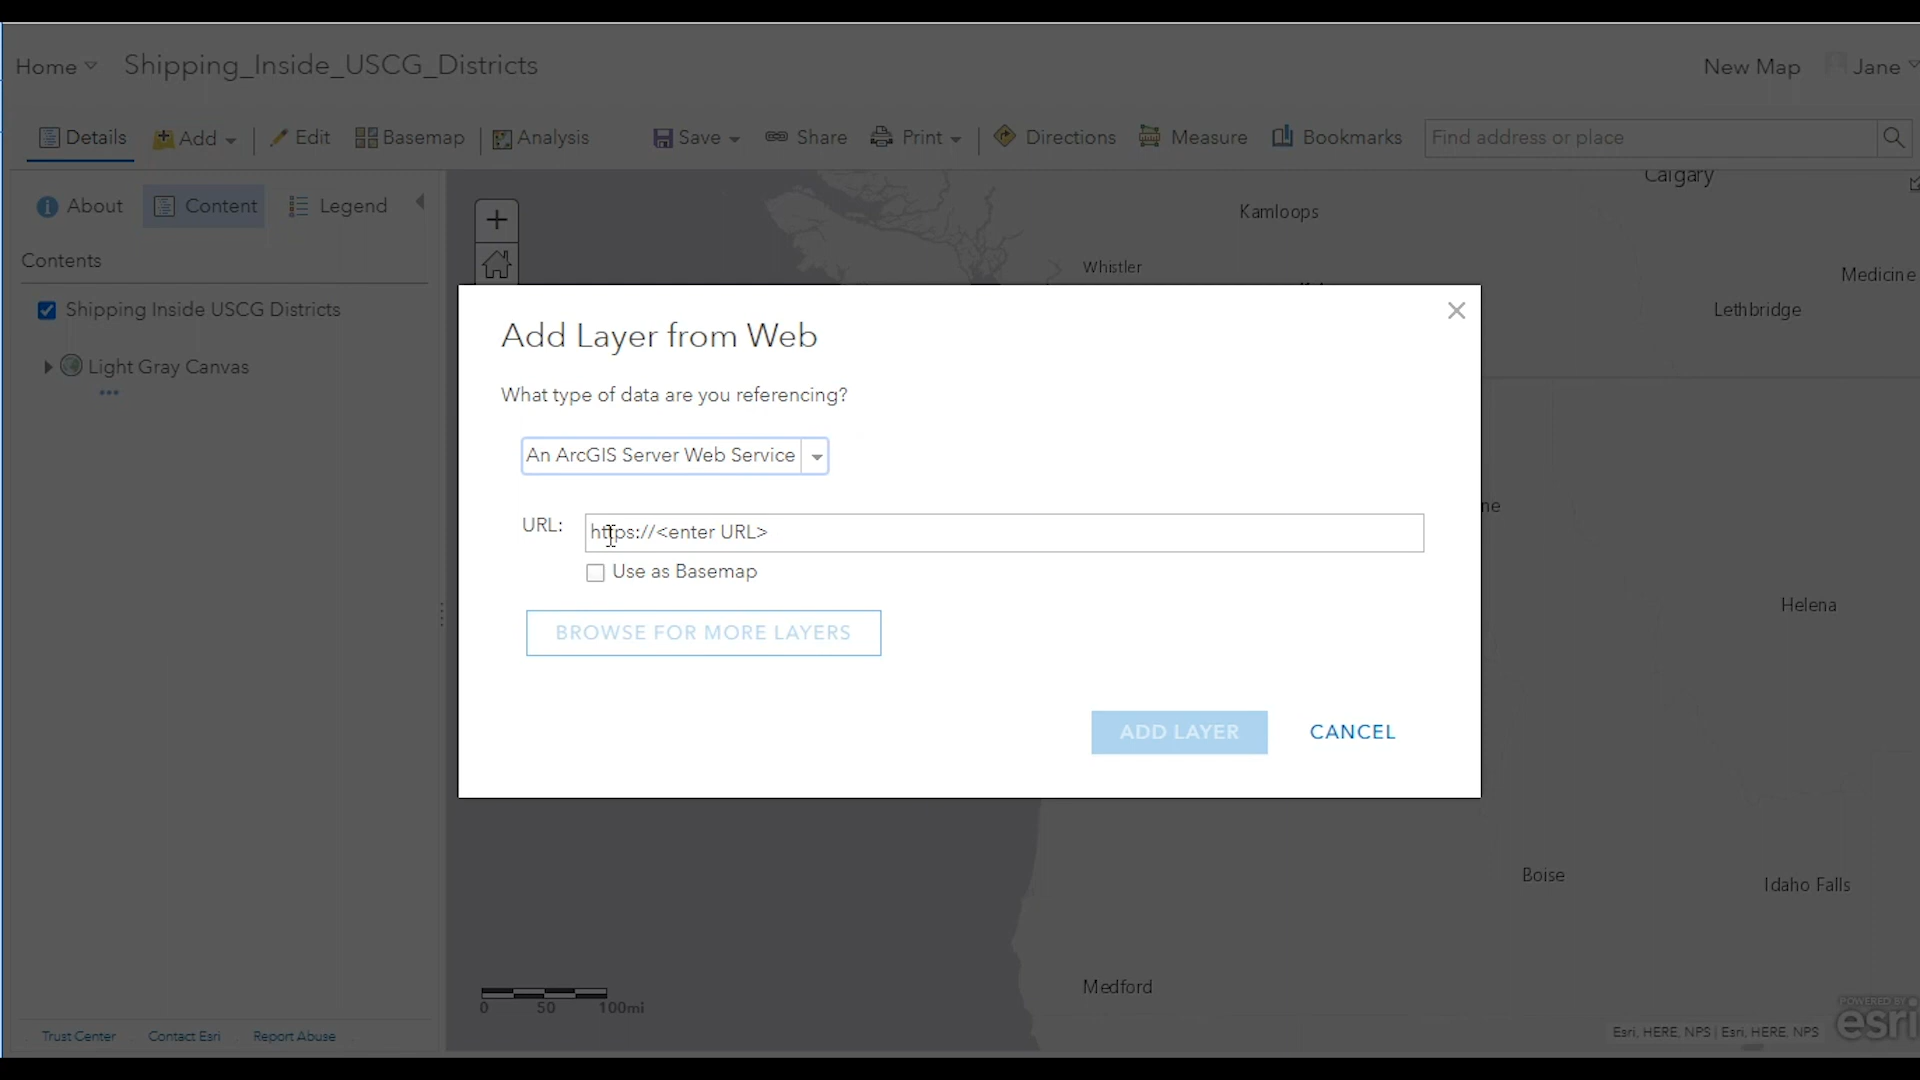 Home Shipping_Inside_USCG_Districts New Map Jane
Details Add Edit Basemap Analysis Save Share Print Directions Measure Bookmarks Find address or place
About Content Legend
Contents
Shipping Inside USCG Districts
Light Gray Canvas
Calgary
Kamloops
Whistler
Medicine
Lethbridge
Add Layer from Web
What type of data are you referencing?
An ArcGIS Server Web Service
URL: https://<enter URL>
Use as Basemap
BROWSE FOR MORE LAYERS
ADD LAYER CANCEL
ne
Helena
Boise
Idaho Falls
Medford
0 50 100mi
Trust Center Contact Esri Report Abuse
Esri, HERE, NPS | Esri, HERE, NPS
POWERED BY
esri